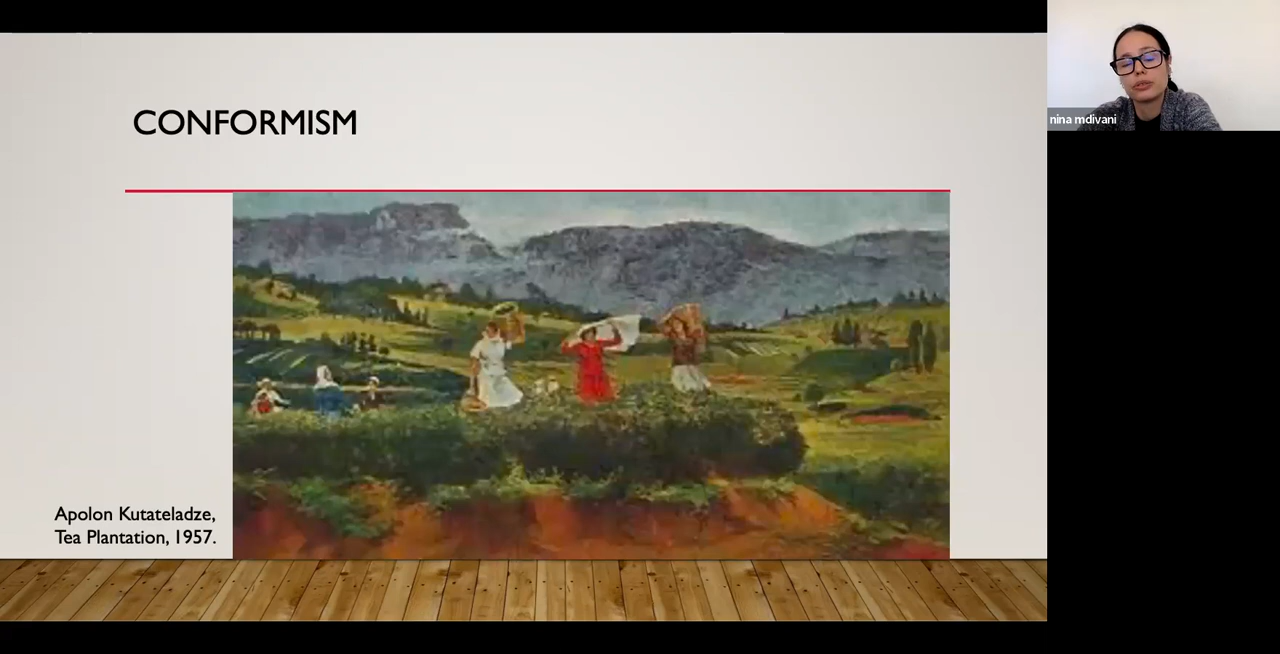 CONFORMISM
nina mdivani
Apolon Kutateladze,
Tea Plantation, 1957.